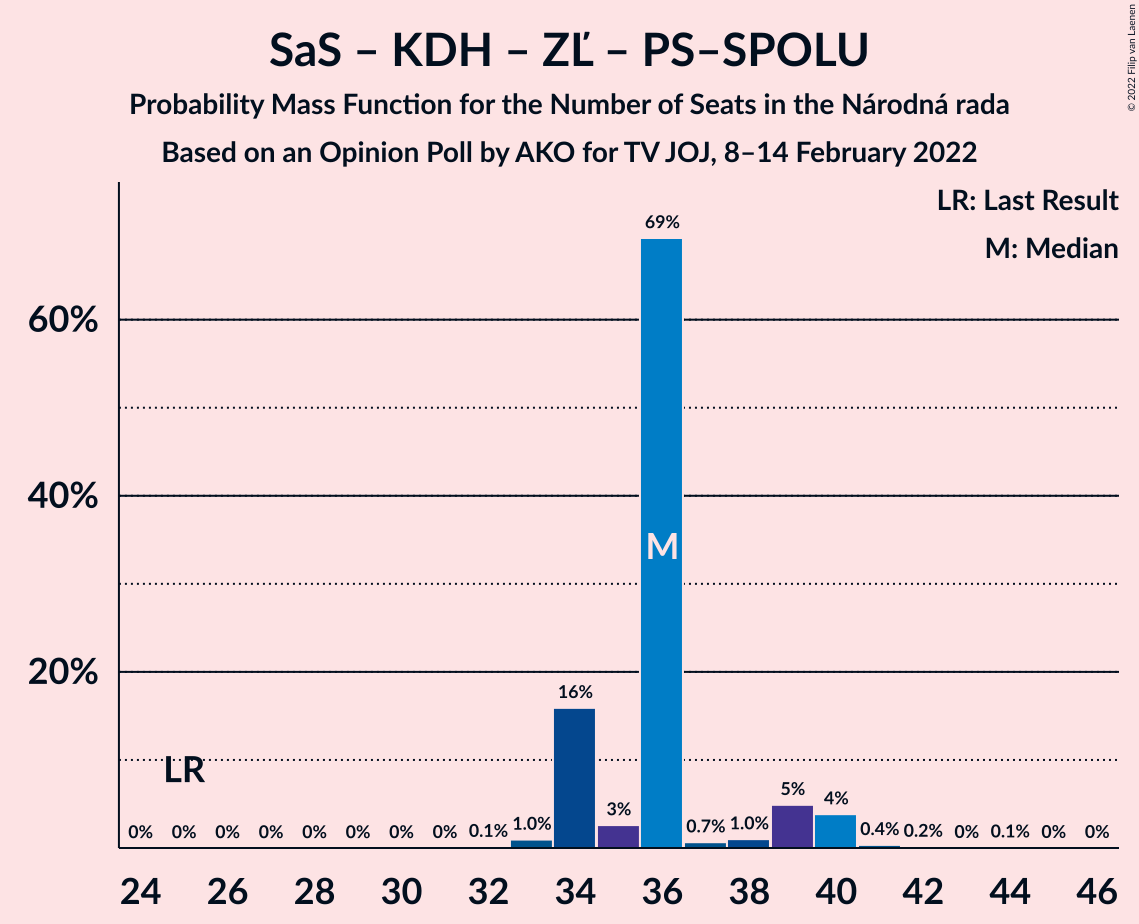 SaS – KDH – ZĽ – PS–SPOLU
Probability Mass Function for the Number of Seats in the Národná rada
Based on an Opinion Poll by AKO for TV JOJ, 8–14 February 2022
© 2022 Filip van Laenen
LR: Last Result
M: Median
69%
60%
40%
M
20%
16%
LR
0% 0% 0% 0% 0% 0% 0% 0% 0.1% 1.0% 3% 0.7% 1.0% 5% 4% 0.4% 0.2% 0% 0.1% 0% 0%
24 26 28 30 32 34 36 38 40 42 44 46